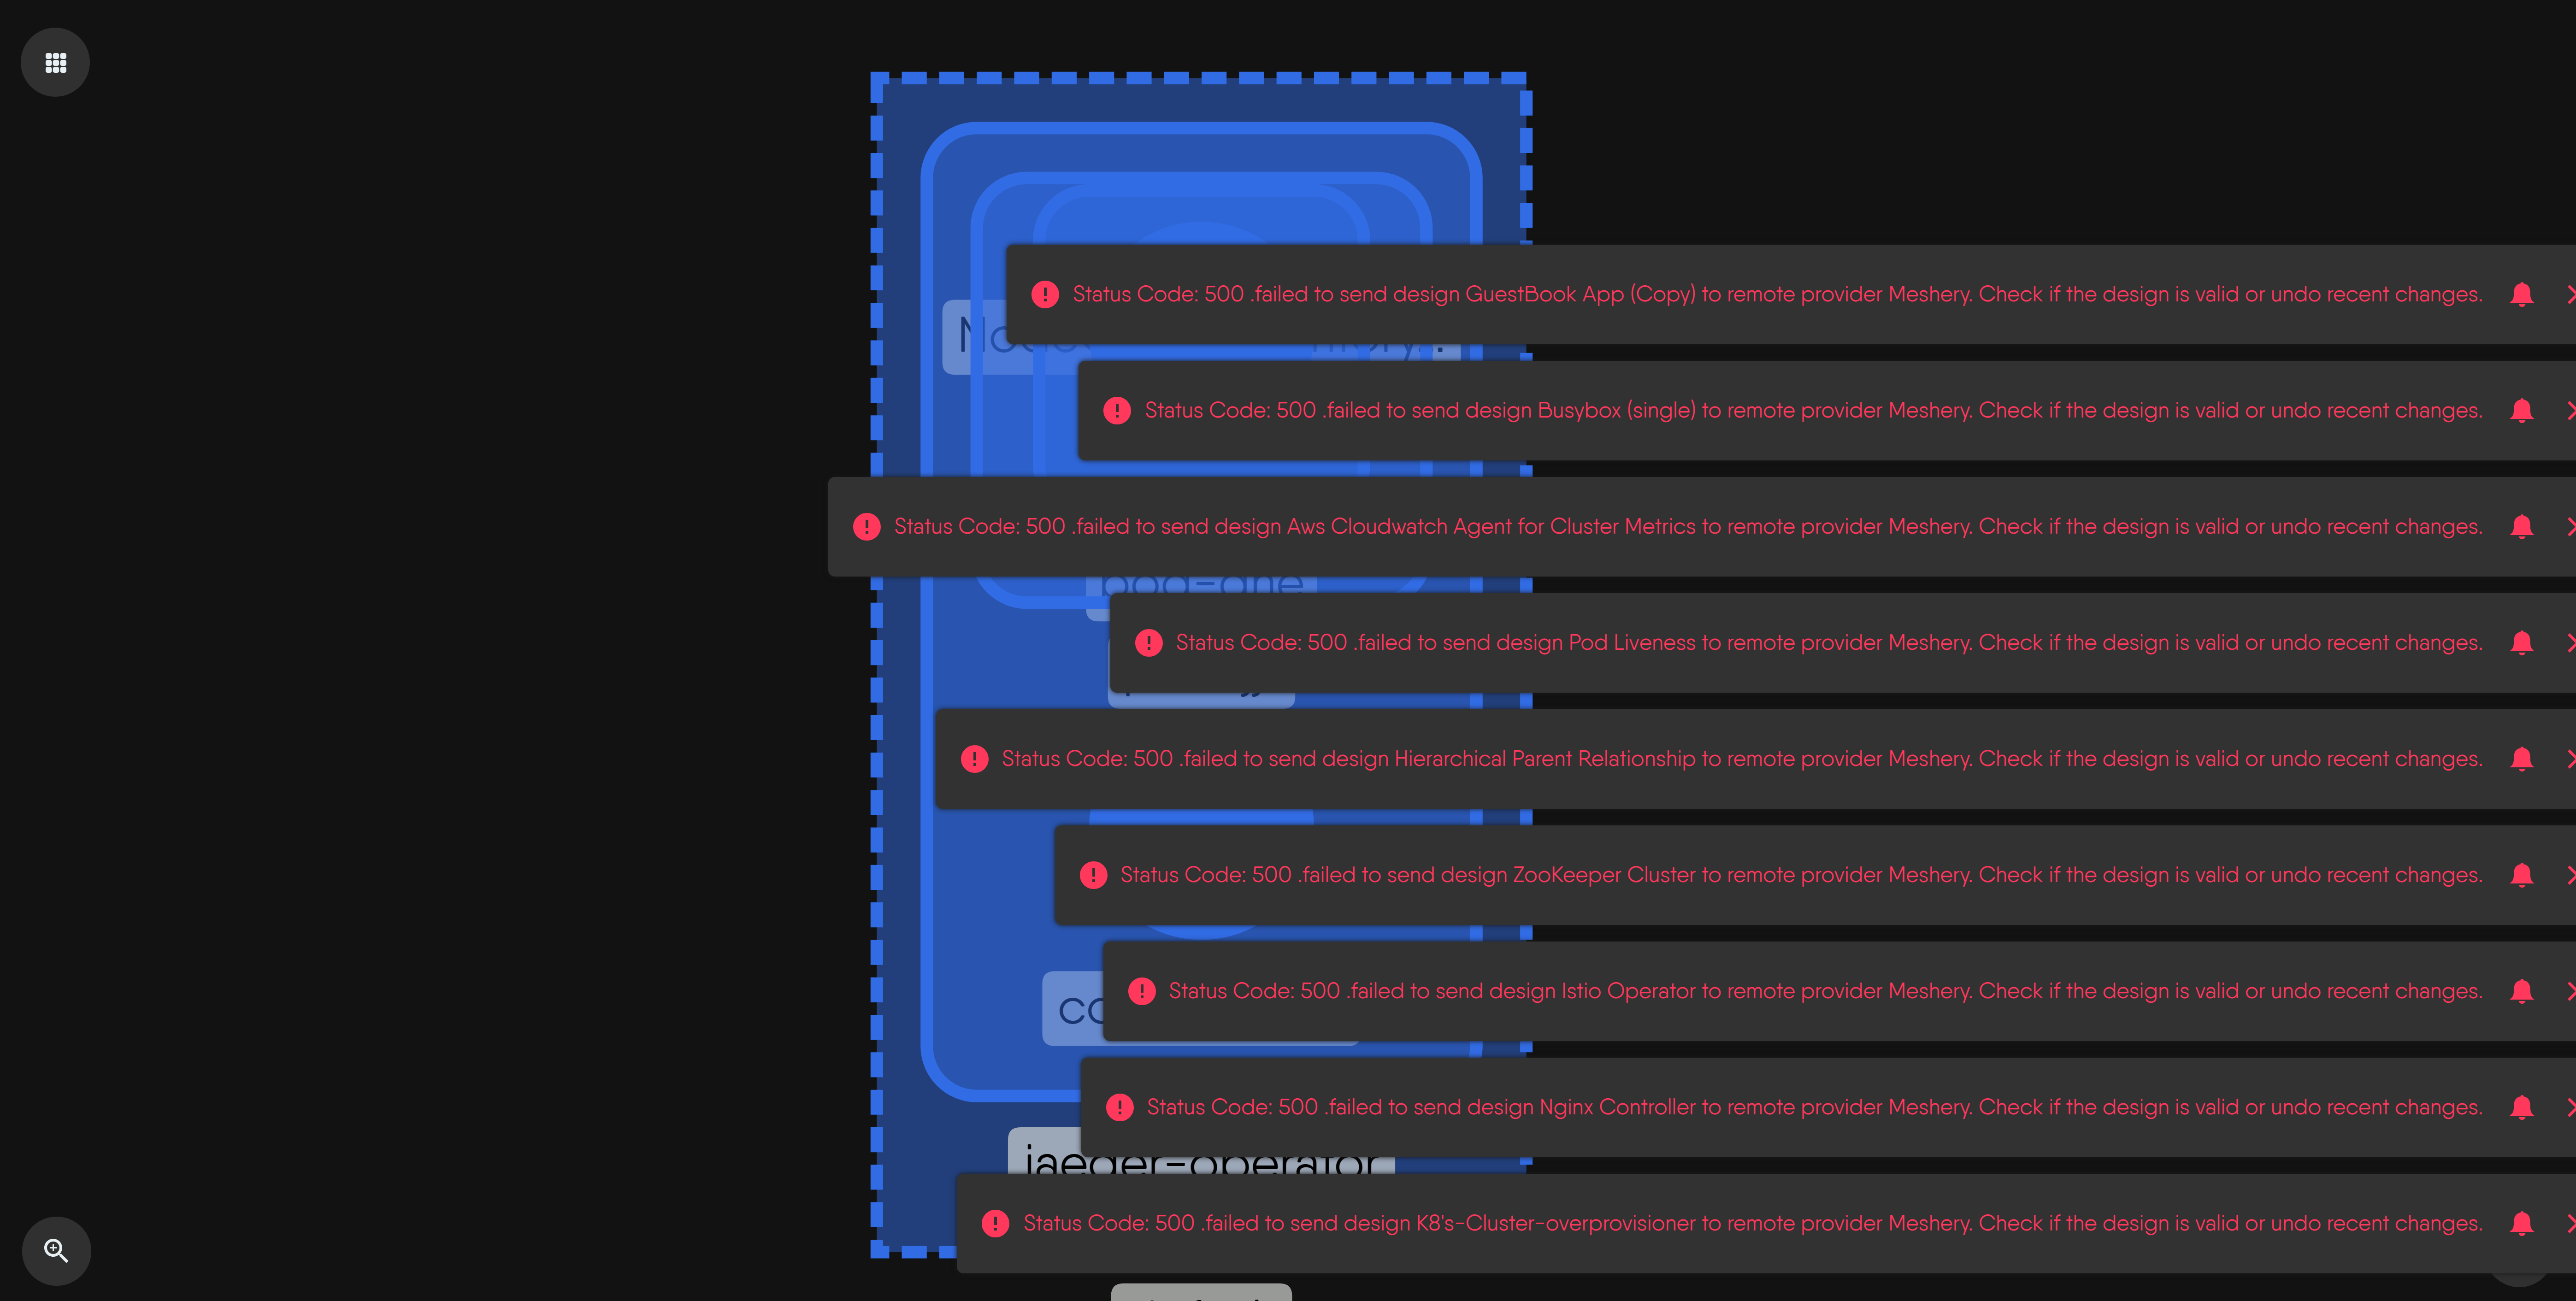 Status Code: 500 .failed to send design GuestBook App (Copy) to remote provider Meshery. Check if the design is valid or undo recent changes.
Status Code: 500 .failed to send design Busybox (single) to remote provider Meshery. Check if the design is valid or undo recent changes.
Status Code: 500 .failed to send design Aws Cloudwatch Agent for Cluster Metrics to remote provider Meshery. Check if the design is valid or undo recent changes.
pod-one
Status Code: 500 .failed to send design Pod Liveness to remote provider Meshery. Check if the design is valid or undo recent changes.
Status Code: 500 .failed to send design Hierarchical Parent Relationship to remote provider Meshery. Check if the design is valid or undo recent changes.
Status Code: 500 .failed to send design ZooKeeper Cluster to remote provider Meshery. Check if the design is valid or undo recent changes.
Status Code: 500 .failed to send design Istio Operator to remote provider Meshery. Check if the design is valid or undo recent changes.
Status Code: 500 .failed to send design Nginx Controller to remote provider Meshery. Check if the design is valid or undo recent changes.
jaeger-operator
Status Code: 500 .failed to send design K8's-Cluster-overprovisioner to remote provider Meshery. Check if the design is valid or undo recent changes.